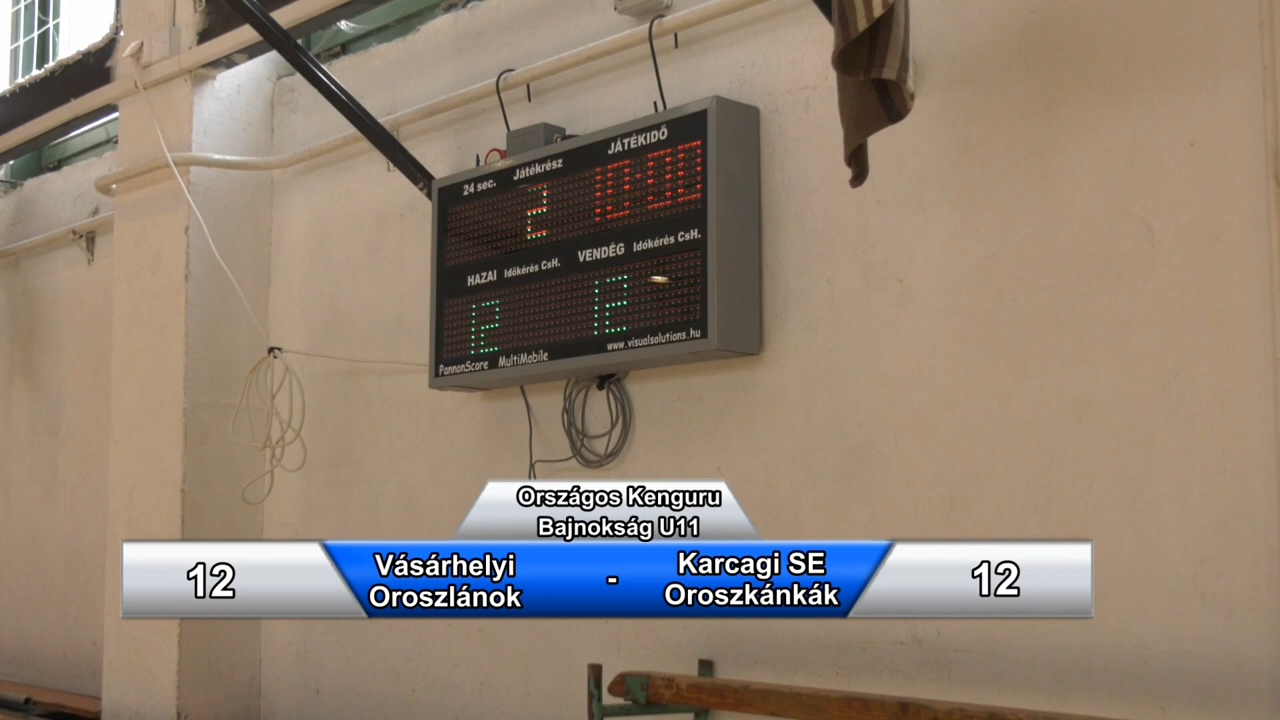 24 sec. Játékrész JÁTÉKIDŐ
2 00:00
HAZAI Időkérés CsH. VENDÉG Időkérés CsH.
12 12
PannonScore MultiMobile www.visualsolutions.hu
Országos Kenguru
Bajnokság U11
12 Vásárhelyi Oroszlánok - Karcagi SE Oroszkánkák 12